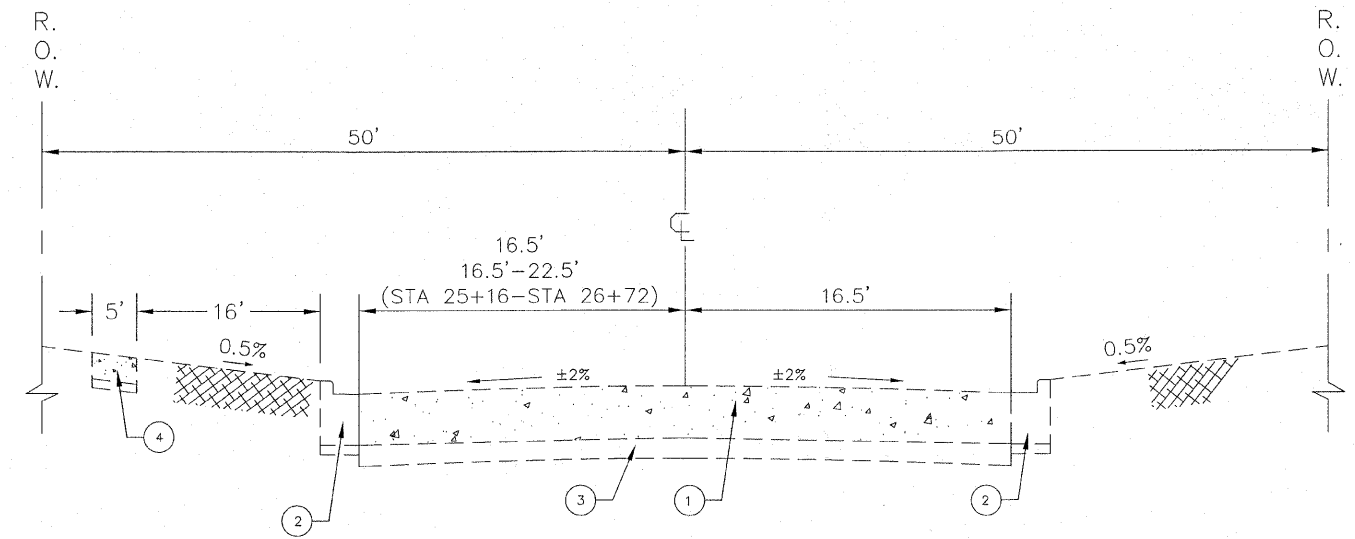 R.
O.
W.
R.
O.
W.
50'
50'
℄
16.5'
16.5'-22.5'
(STA 25+16-STA 26+72)
16.5'
5'
16'
0.5%
0.5%
±2%
±2%
4
3
1
2
2